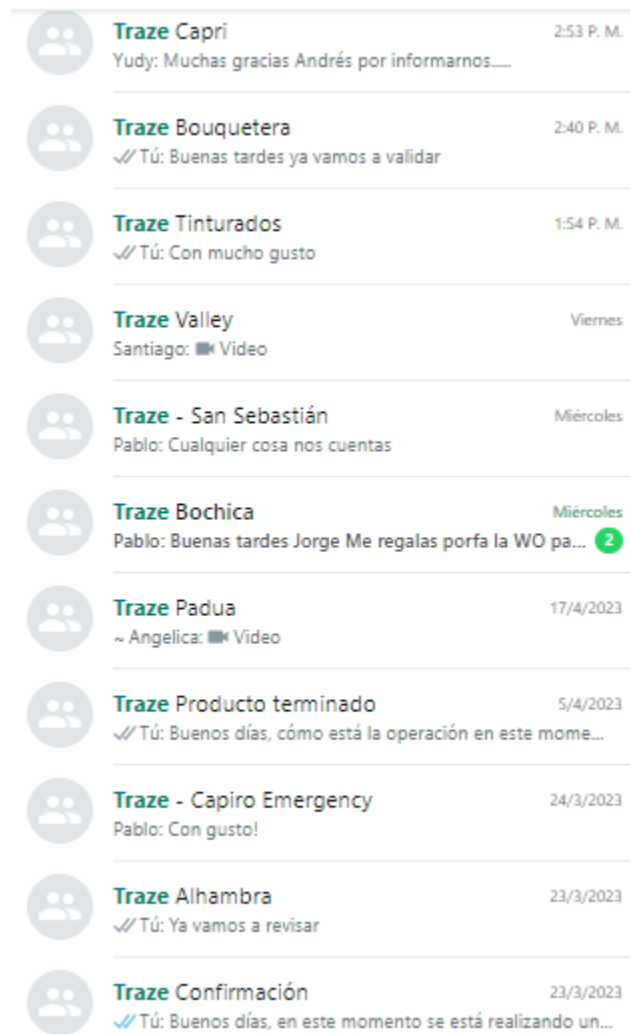 Traze Capri
2:53 P. M.
Yudy: Muchas gracias Andrés por informarnos.....
Traze Bouquetera
2:40 P. M.
Tú: Buenas tardes ya vamos a validar
Traze Tinturados
1:54 P. M.
Tú: Con mucho gusto
Traze Valley
Viernes
Santiago: Video
Traze - San Sebastián
Miércoles
Pablo: Cualquier cosa nos cuentas
Traze Bochica
Miércoles
Pablo: Buenas tardes Jorge Me regalas porfa la WO pa... 2
Traze Padua
17/4/2023
~ Angelica: Video
Traze Producto terminado
5/4/2023
Tú: Buenos días, cómo está la operación en este mome...
Traze - Capiro Emergency
24/3/2023
Pablo: Con gusto!
Traze Alhambra
23/3/2023
Tú: Ya vamos a revisar
Traze Confirmación
23/3/2023
Tú: Buenos días, en este momento se está realizando un...